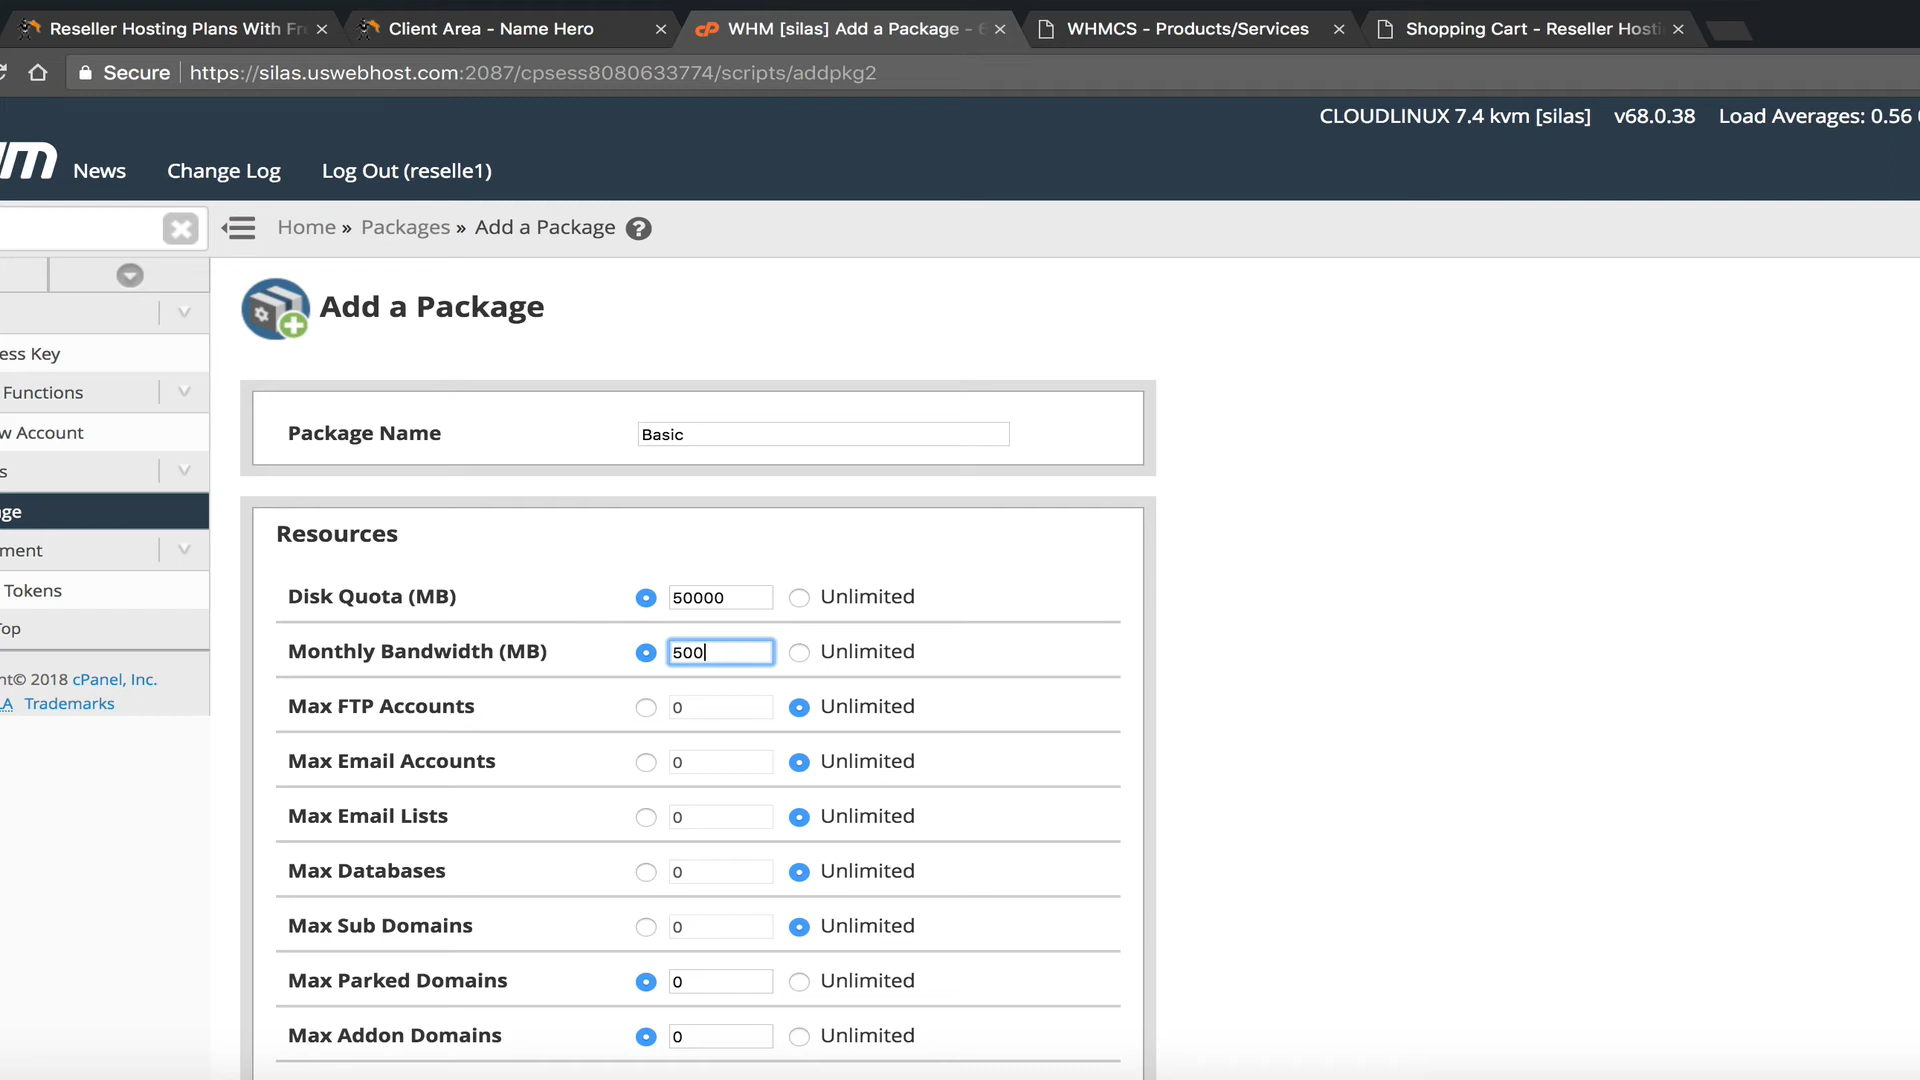 Reseller Hosting Plans With Fr
Client Area - Name Hero
WHM [silas] Add a Package - 6
WHMCS - Products/Services
Shopping Cart - Reseller Hosti
Secure
https://silas.uswebhost.com:2087/cpsess8080633774/scripts/addpkg2
CLOUDLINUX 7.4 kvm [silas] v68.0.38 Load Averages: 0.56
m
News Change Log Log Out (reselle1)
Home » Packages » Add a Package ?
Add a Package
ess Key
Functions
w Account
s
ge
ment
Tokens
Top
nt© 2018 cPanel, Inc.
LA Trademarks
Package Name Basic
Resources
Disk Quota (MB) 50000 Unlimited
Monthly Bandwidth (MB) 500 Unlimited
Max FTP Accounts 0 Unlimited
Max Email Accounts 0 Unlimited
Max Email Lists 0 Unlimited
Max Databases 0 Unlimited
Max Sub Domains 0 Unlimited
Max Parked Domains 0 Unlimited
Max Addon Domains 0 Unlimited